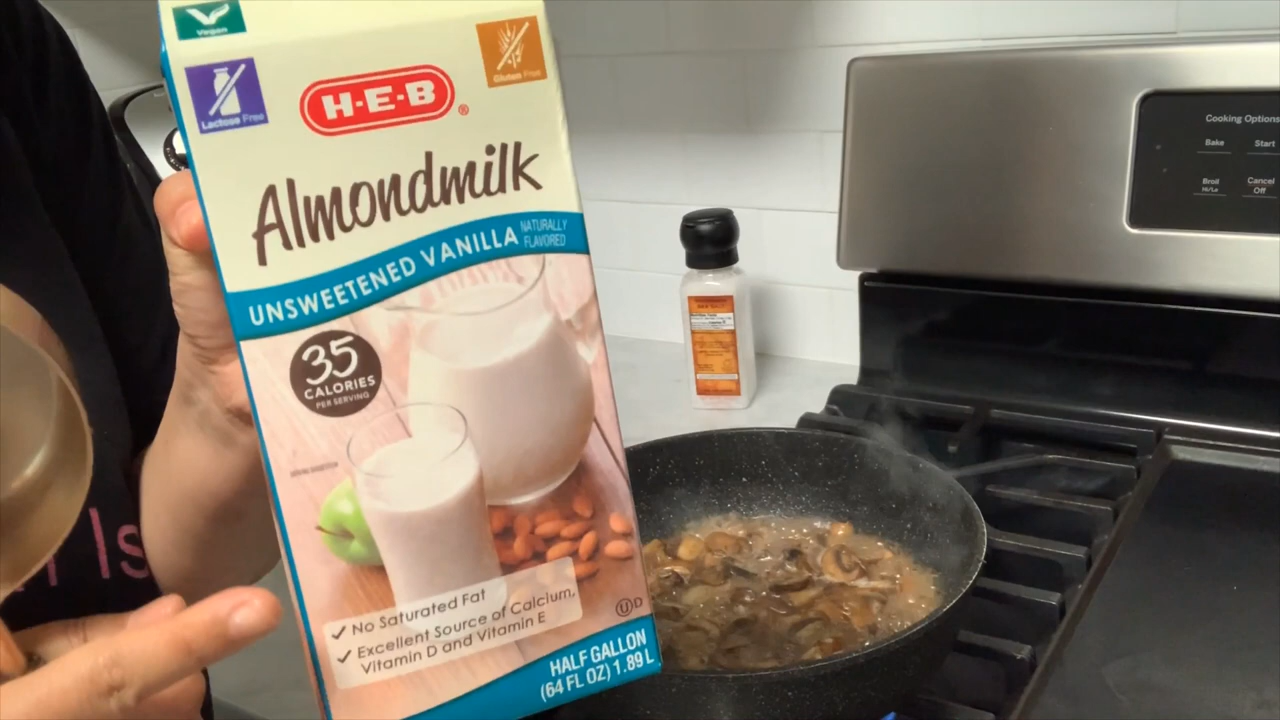 Vegan
Lactose Free
Gluten Free
H-E-B®
Almondmilk
UNSWEETENED VANILLA
NATURALLY
FLAVORED
35
CALORIES
PER SERVING
✓ No Saturated Fat
✓ Excellent Source of Calcium,
Vitamin D and Vitamin E
UD
HALF GALLON
(64 FL OZ) 1.89 L
Cooking Options
Bake
Start
Broil
Hi/Lo
Cancel
Off
Is